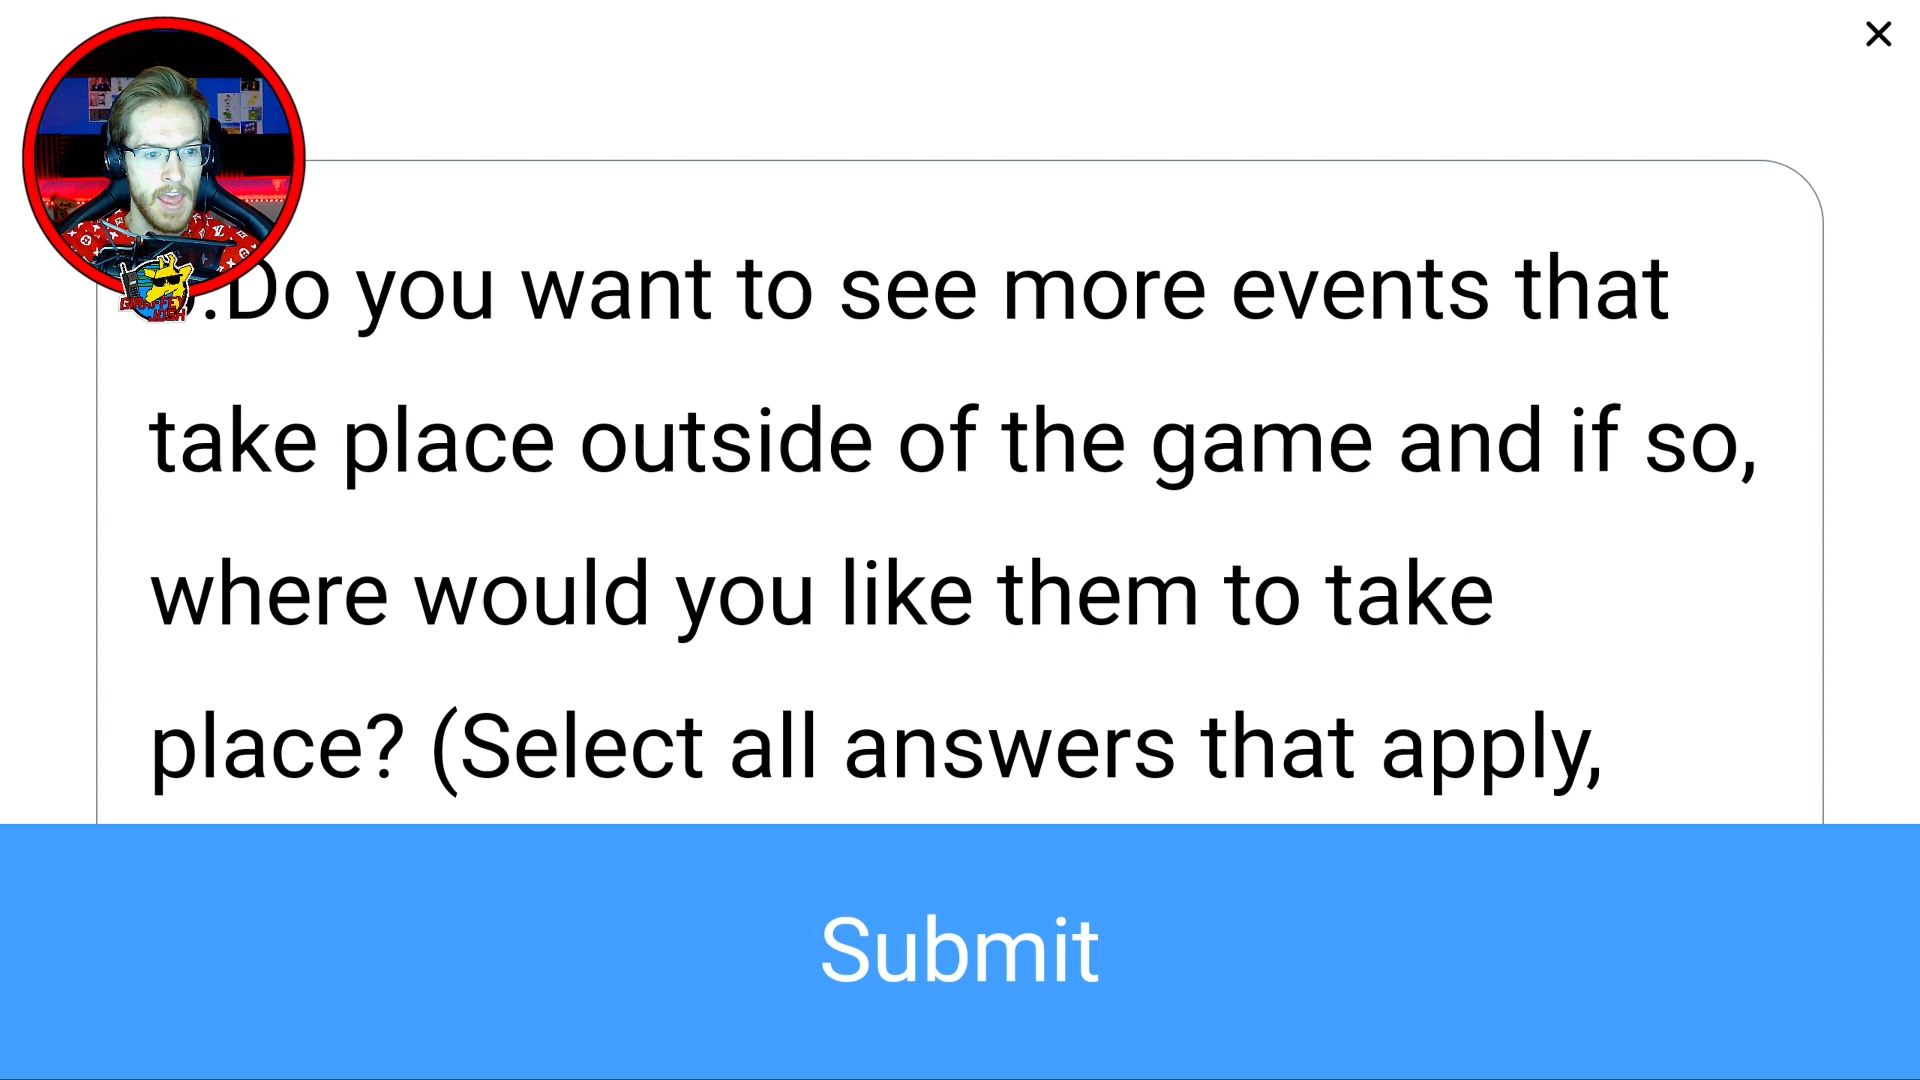 .Do you want to see more events that
take place outside of the game and if so,
where would you like them to take
place? (Select all answers that apply,
Submit
JOSH